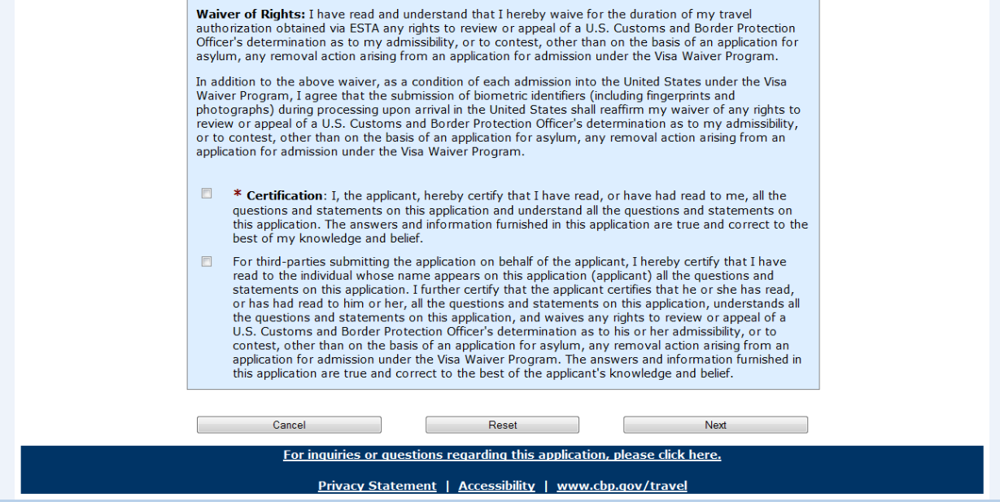 Waiver of Rights: I have read and understand that I hereby waive for the duration of my travel
authorization obtained via ESTA any rights to review or appeal of a U.S. Customs and Border Protection
Officer's determination as to my admissibility, or to contest, other than on the basis of an application for
asylum, any removal action arising from an application for admission under the Visa Waiver Program.
In addition to the above waiver, as a condition of each admission into the United States under the Visa
Waiver Program, I agree that the submission of biometric identifiers (including fingerprints and
photographs) during processing upon arrival in the United States shall reaffirm my waiver of any rights to
review or appeal of a U.S. Customs and Border Protection Officer's determination as to my admissibility,
or to contest, other than on the basis of an application for asylum, any removal action arising from an
application for admission under the Visa Waiver Program.
* Certification: I, the applicant, hereby certify that I have read, or have had read to me, all the
questions and statements on this application and understand all the questions and statements on
this application. The answers and information furnished in this application are true and correct to the
best of my knowledge and belief.
For third-parties submitting the application on behalf of the applicant, I hereby certify that I have
read to the individual whose name appears on this application (applicant) all the questions and
statements on this application. I further certify that the applicant certifies that he or she has read,
or has had read to him or her, all the questions and statements on this application, understands all
the questions and statements on this application, and waives any rights to review or appeal of a
U.S. Customs and Border Protection Officer's determination as to his or her admissibility, or to
contest, other than on the basis of an application for asylum, any removal action arising from an
application for admission under the Visa Waiver Program. The answers and information furnished in
this application are true and correct to the best of the applicant's knowledge and belief.
Cancel Reset Next
For inquiries or questions regarding this application, please click here.
Privacy Statement | Accessibility | www.cbp.gov/travel